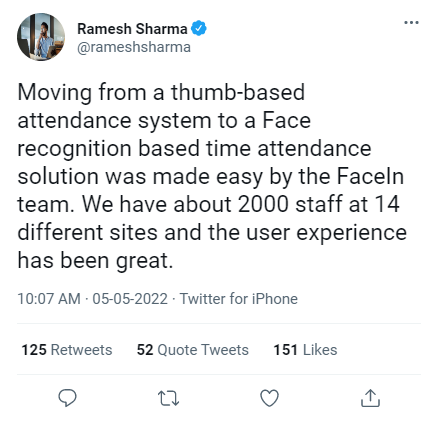 Ramesh Sharma
@rameshsharma
Moving from a thumb-based
attendance system to a Face
recognition based time attendance
solution was made easy by the FaceIn
team. We have about 2000 staff at 14
different sites and the user experience
has been great.
10:07 AM · 05-05-2022 · Twitter for iPhone
125 Retweets 52 Quote Tweets 151 Likes